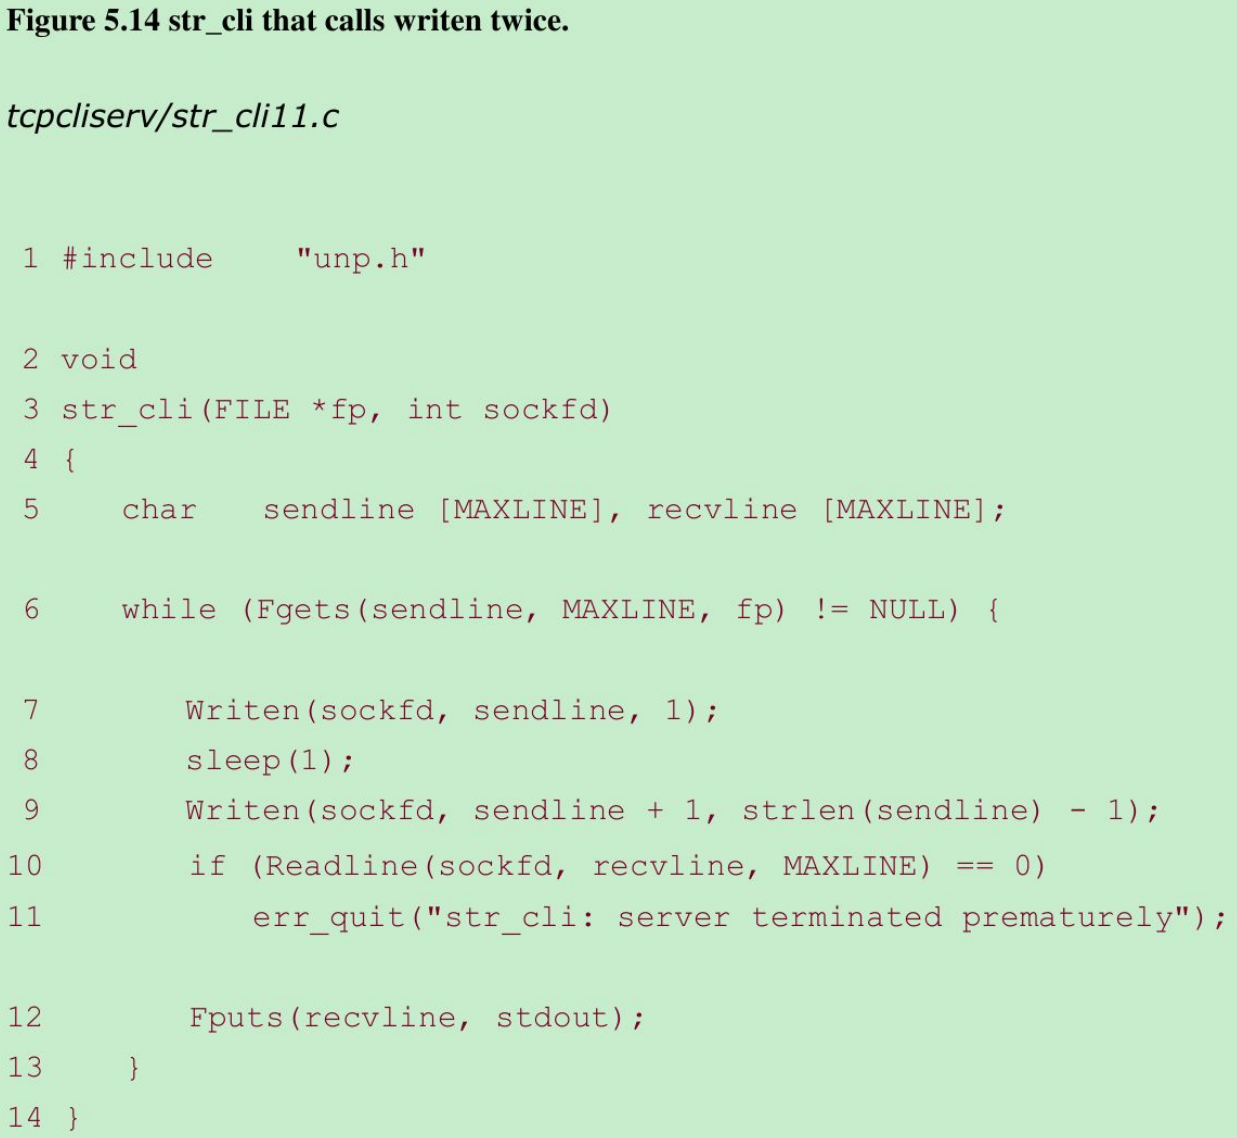 Figure 5.14 str_cli that calls writen twice.
tcpcliserv/str_cli11.c
1 #include    "unp.h"
2 void
3 str_cli(FILE *fp, int sockfd)
4 {
5    char    sendline [MAXLINE], recvline [MAXLINE];
6    while (Fgets(sendline, MAXLINE, fp) != NULL) {
7        Writen(sockfd, sendline, 1);
8        sleep(1);
9        Writen(sockfd, sendline + 1, strlen(sendline) - 1);
10        if (Readline(sockfd, recvline, MAXLINE) == 0)
11            err_quit("str_cli: server terminated prematurely");
12        Fputs(recvline, stdout);
13    }
14 }